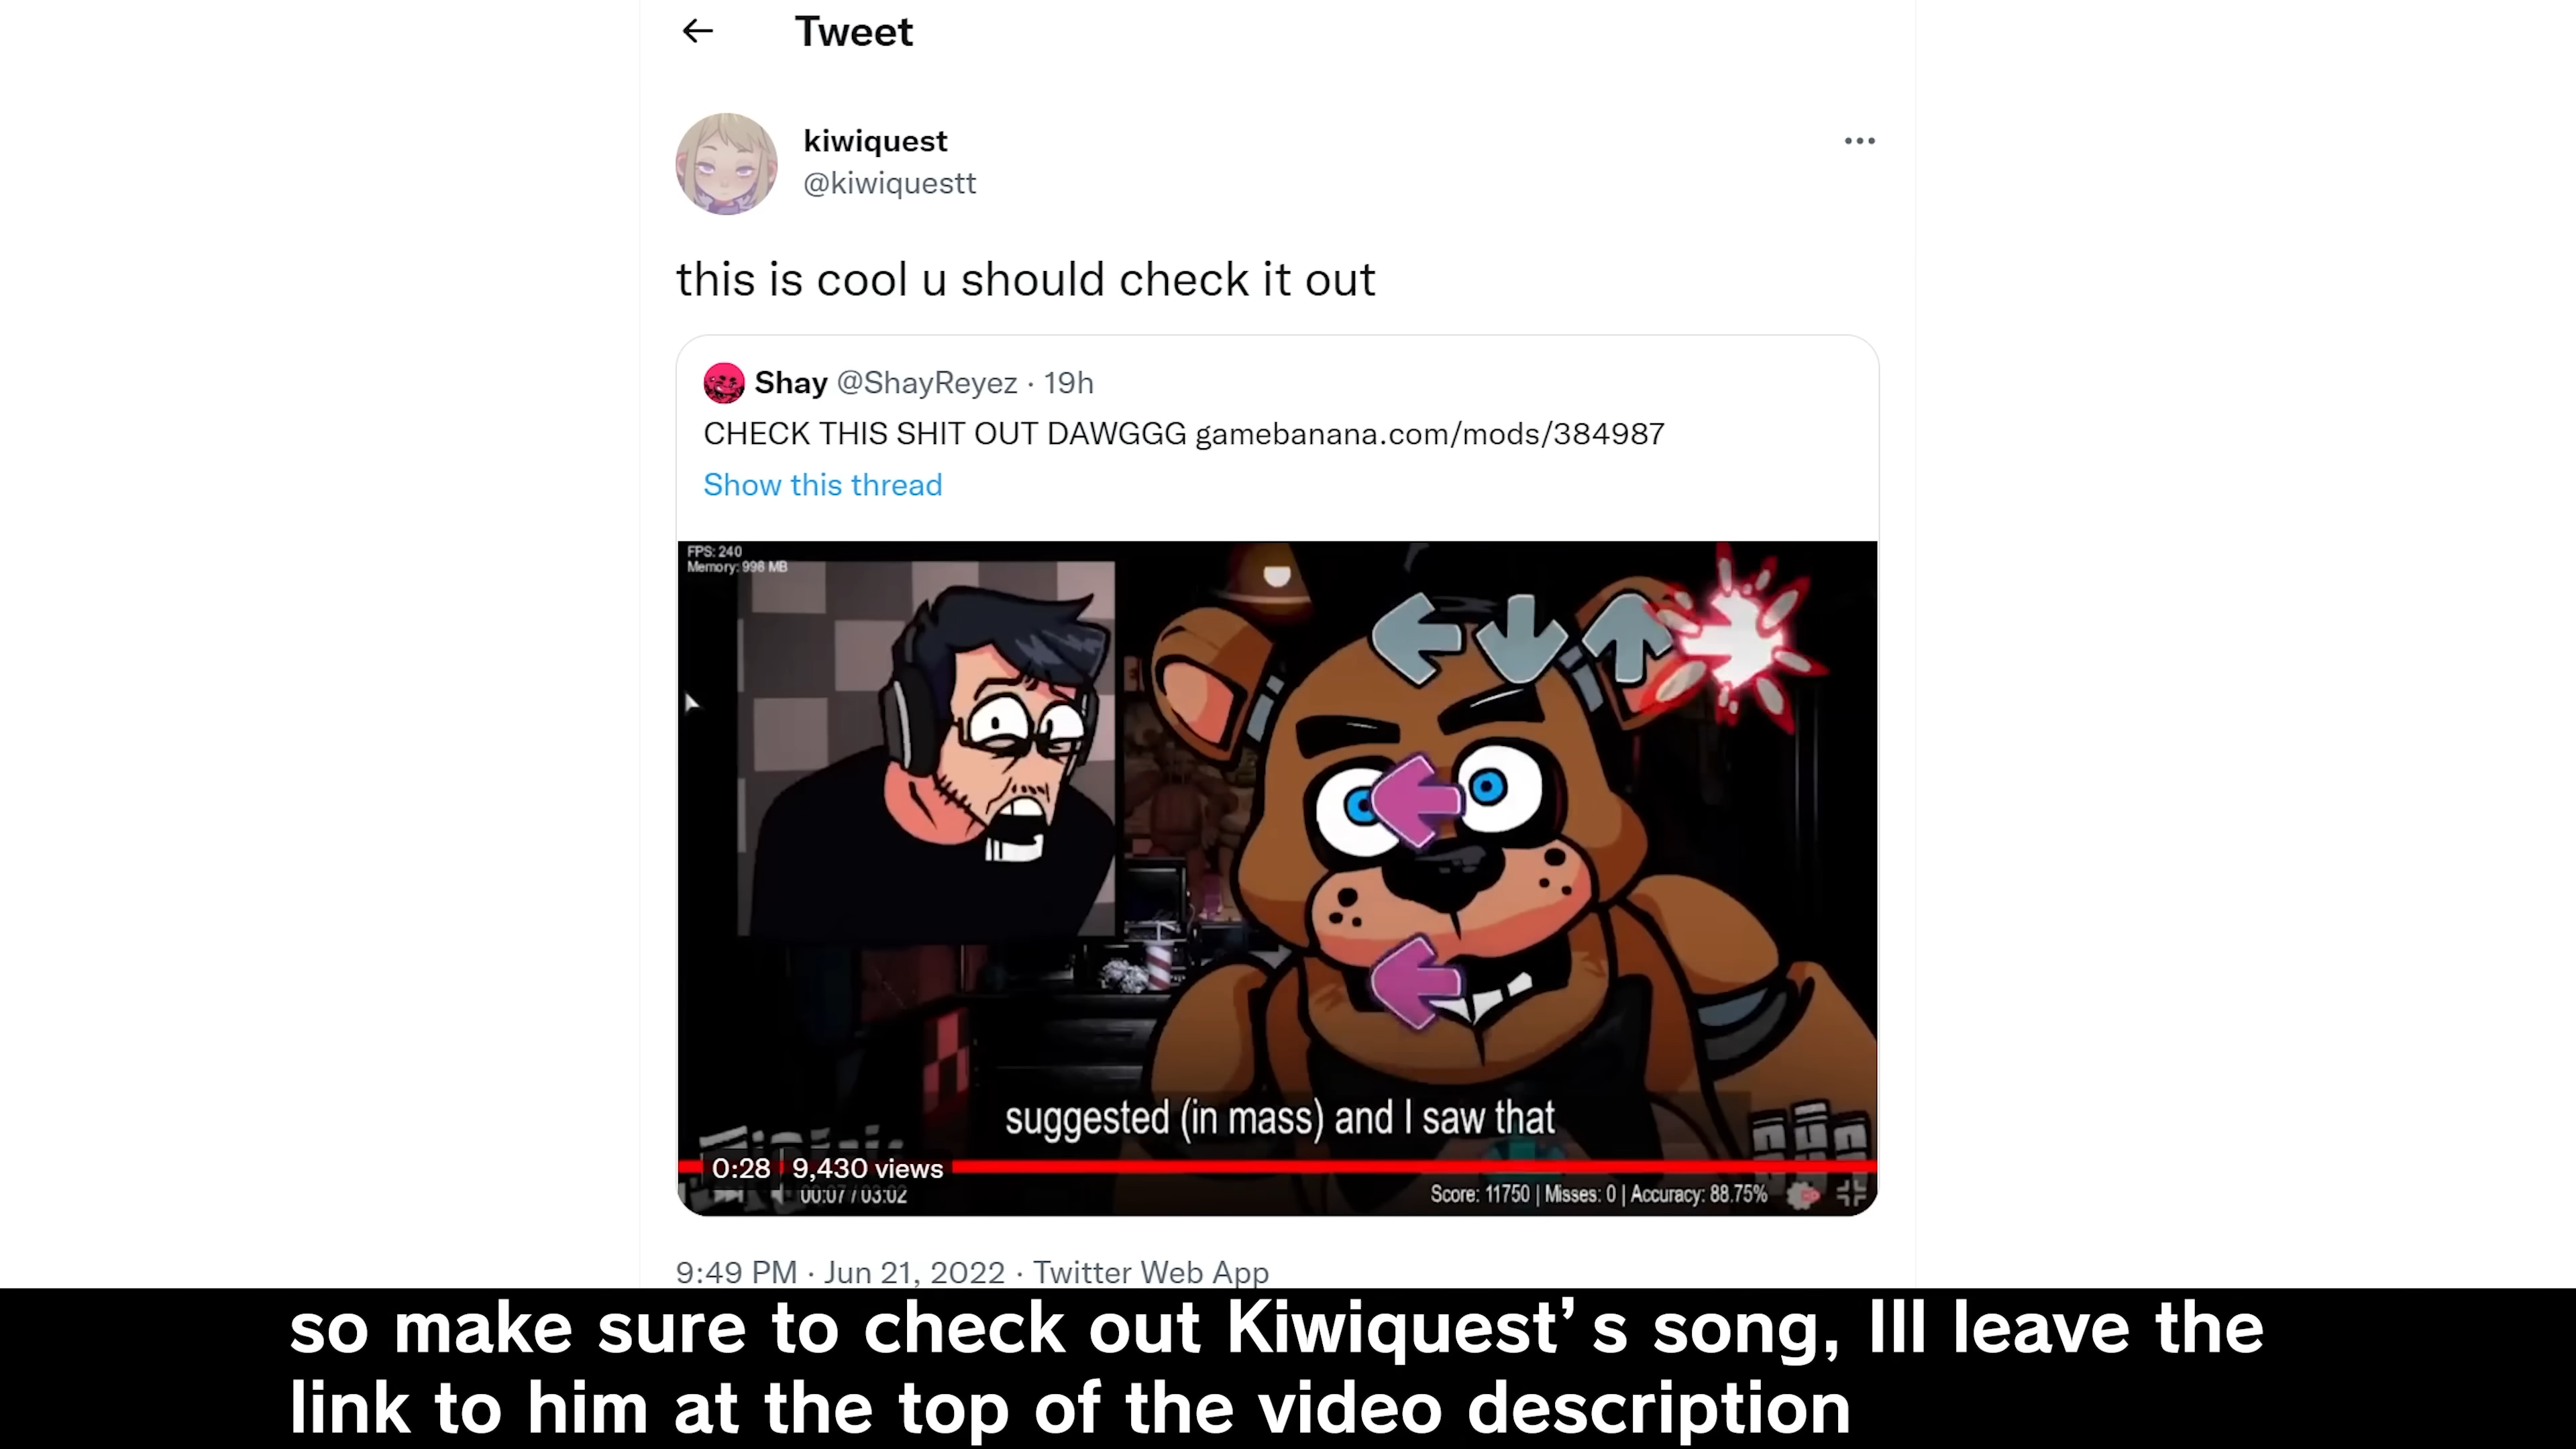 Tweet
kiwiquest
@kiwiquestt
this is cool u should check it out
Shay @ShayReyez · 19h
CHECK THIS SHIT OUT DAWGGG gamebanana.com/mods/384987
Show this thread
FPS: 240
Memory: 996 MB
suggested (in mass) and I saw that
0:28 9,430 views
00:07 / 03:02
Score: 11750 | Misses: 0 | Accuracy: 88.75%
9:49 PM · Jun 21, 2022 · Twitter Web App
so make sure to check out Kiwiquest’s song, Ill leave the
link to him at the top of the video description